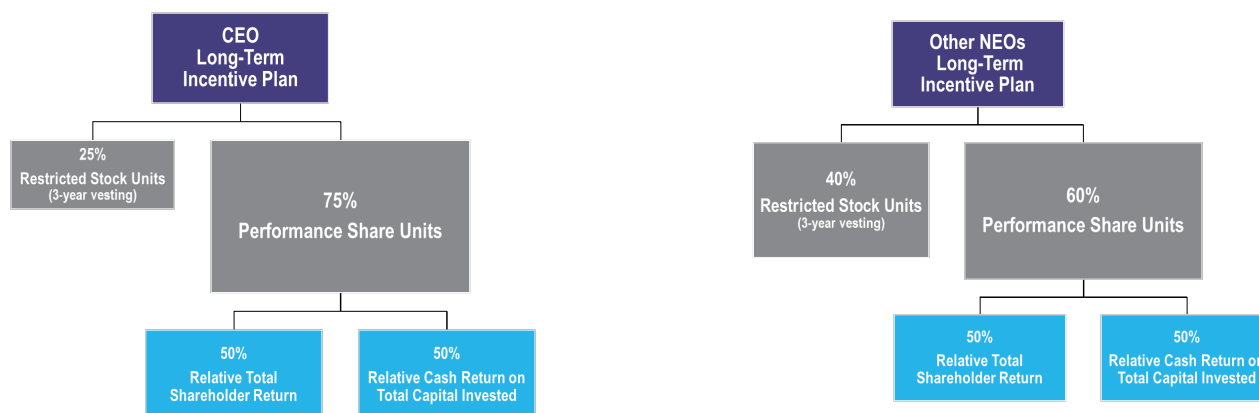 CEO
Long-Term
Incentive Plan
25%
Restricted Stock Units
(3-year vesting)
75%
Performance Share Units
50%
Relative Total
Shareholder Return
50%
Relative Cash Return on
Total Capital Invested
Other NEOs
Long-Term
Incentive Plan
40%
Restricted Stock Units
(3-year vesting)
60%
Performance Share Units
50%
Relative Total
Shareholder Return
50%
Relative Cash Return on
Total Capital Invested